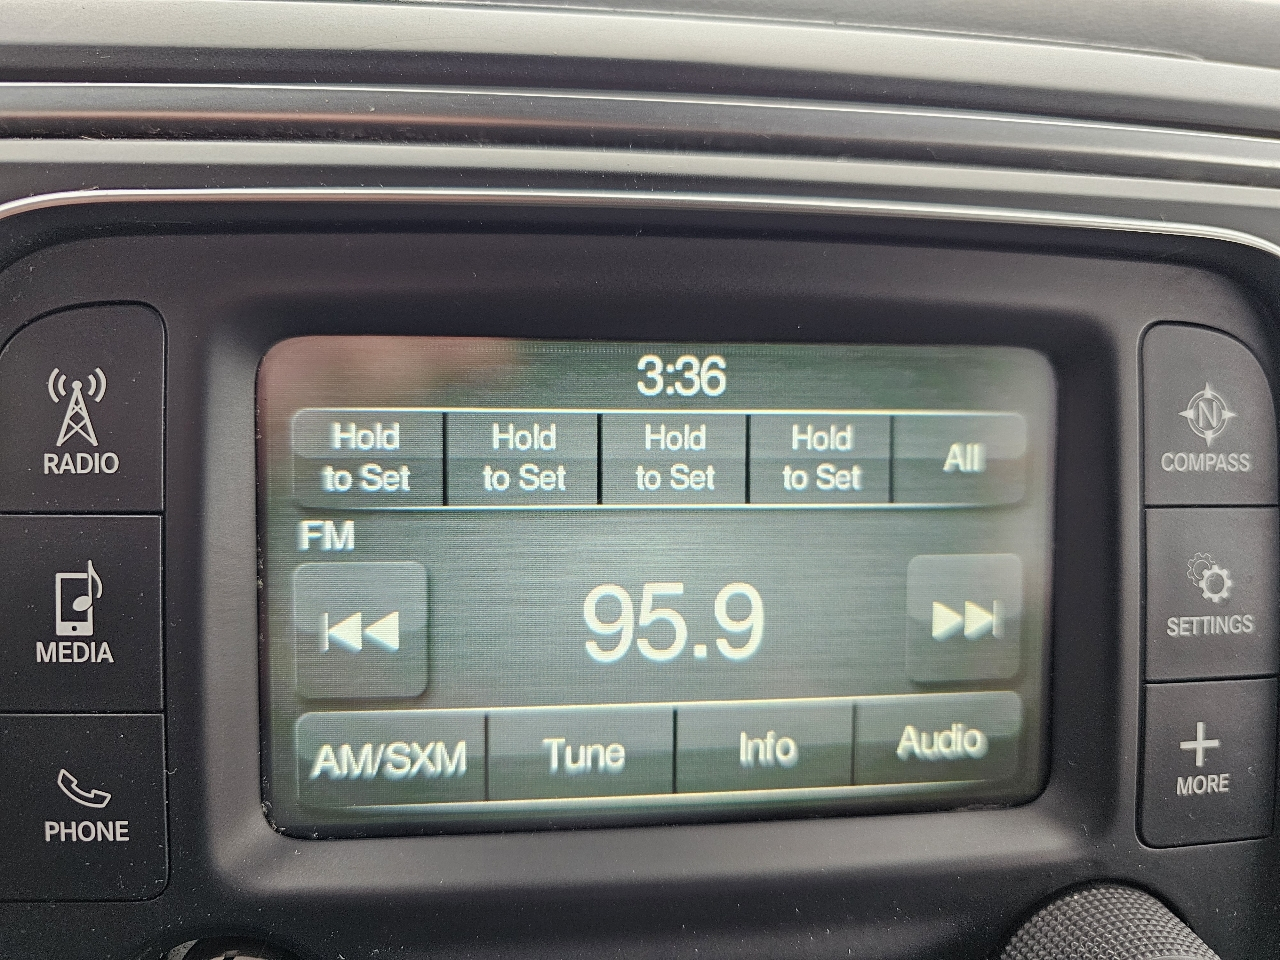 3:36
Hold to Set
Hold to Set
Hold to Set
Hold to Set
All
FM
95.9
AM/SXM
Tune
Info
Audio
RADIO
MEDIA
PHONE
N
COMPASS
SETTINGS
MORE